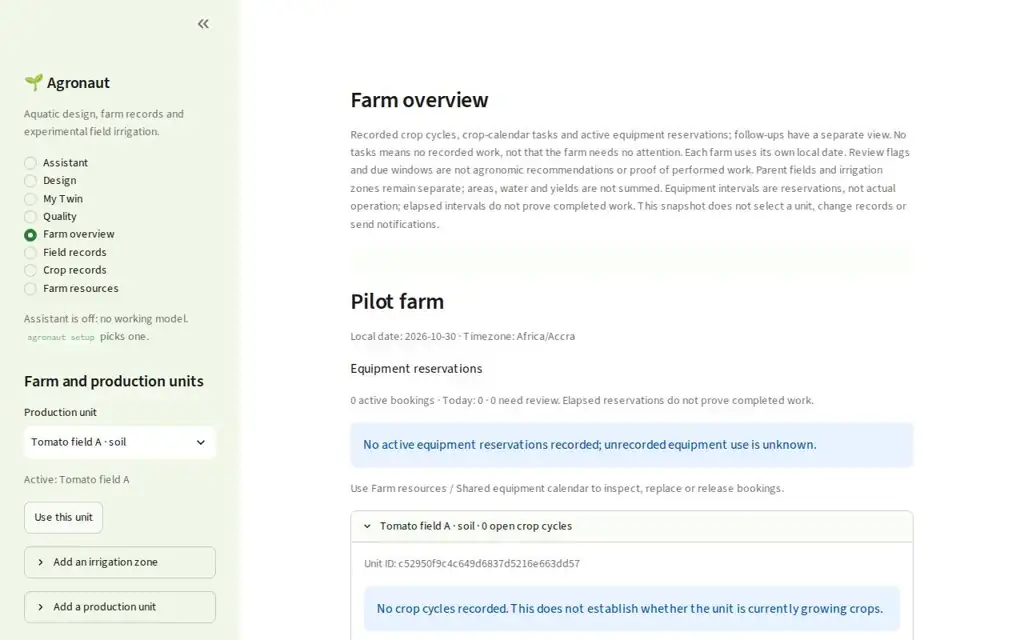 Agronaut
Aquatic design, farm records and
experimental field irrigation.
Assistant
Design
My Twin
Quality
Farm overview
Field records
Crop records
Farm resources
Assistant is off: no working model.
agronaut setup picks one.
Farm and production units
Production unit
Tomato field A · soil
Active: Tomato field A
Use this unit
Add an irrigation zone
Add a production unit
Farm overview
Recorded crop cycles, crop-calendar tasks and active equipment reservations; follow-ups have a separate view. No
tasks means no recorded work, not that the farm needs no attention. Each farm uses its own local date. Review flags
and due windows are not agronomic recommendations or proof of performed work. Parent fields and irrigation
zones remain separate; areas, water and yields are not summed. Equipment intervals are reservations, not actual
operation; elapsed intervals do not prove completed work. This snapshot does not select a unit, change records or
send notifications.
Pilot farm
Local date: 2026-10-30 · Timezone: Africa/Accra
Equipment reservations
0 active bookings · Today: 0 · 0 need review. Elapsed reservations do not prove completed work.
No active equipment reservations recorded; unrecorded equipment use is unknown.
Use Farm resources / Shared equipment calendar to inspect, replace or release bookings.
Tomato field A · soil · 0 open crop cycles
Unit ID: c52950f9c4c649d6837d5216e663dd57
No crop cycles recorded. This does not establish whether the unit is currently growing crops.